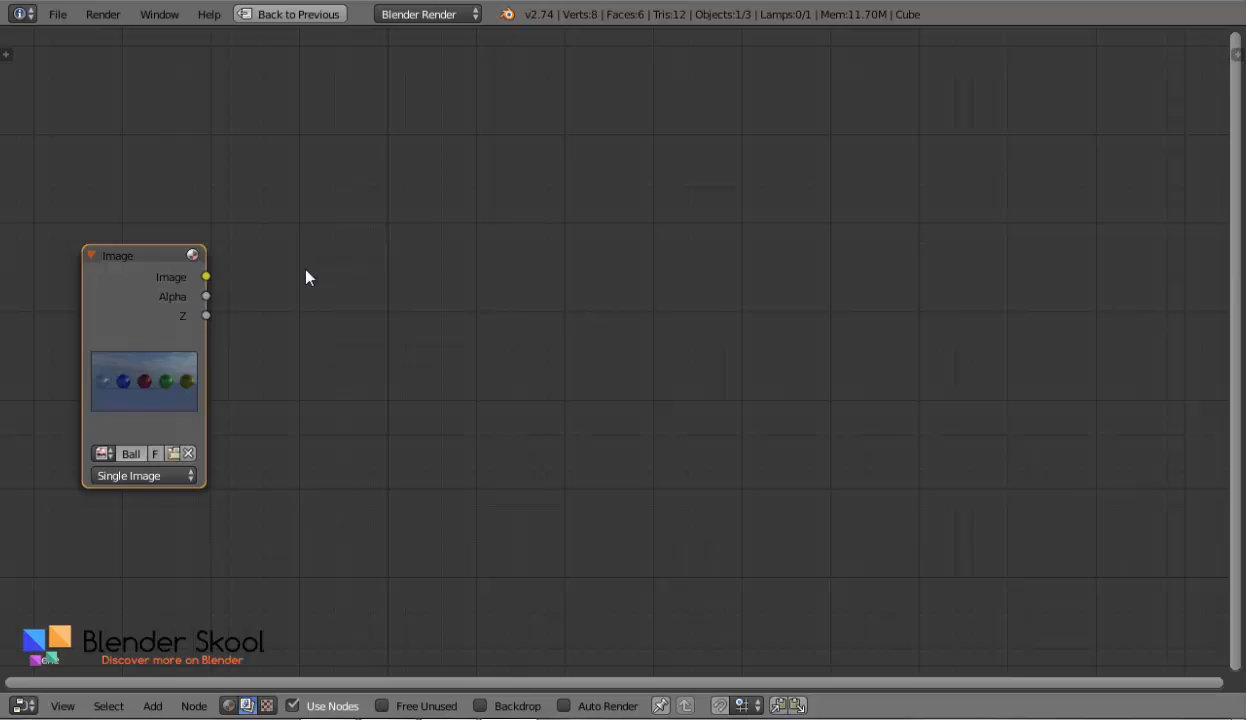 File Render Window Help Back to Previous Blender Render v2.74 | Verts:8 | Faces:6 | Tris:12 | Objects:1/3 | Lamps:0/1 | Mem:11.70M | Cube
Image
Image
Alpha
Z
Ball F
Single Image
Blender Skool
Discover more on Blender
View Select Add Node Use Nodes Free Unused Backdrop Auto Render